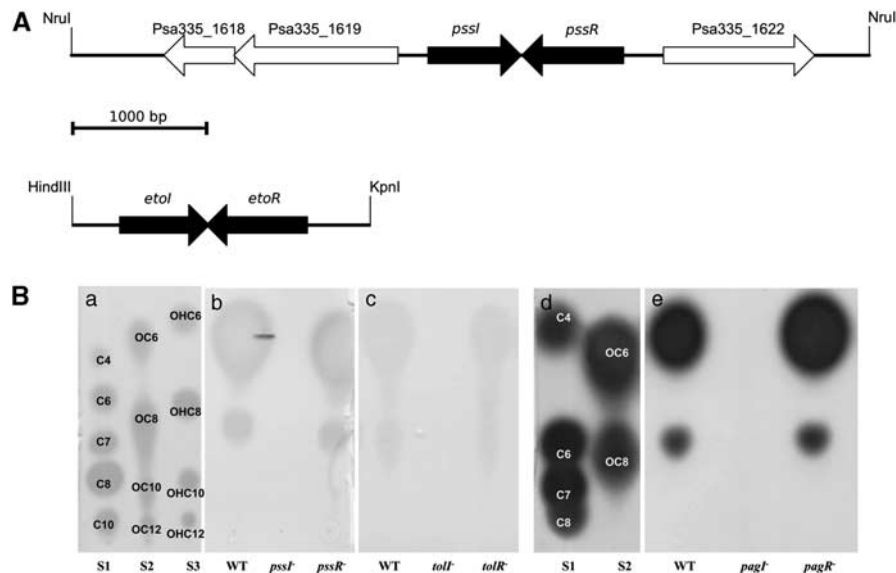 A
NruI
Psa335_1618
Psa335_1619
pssI
pssR
Psa335_1622
NruI
1000 bp
HindIII
etoI
etoR
KpnI
B
a
b
c
d
e
C4
C6
C7
C8
C10
OC6
OC8
OC10
OC12
OHC6
OHC8
OHC10
OHC12
C4
C6
C7
C8
OC6
OC8
S1 S2 S3 WT pssI- pssR- WT tolI- tolR- S1 S2 WT pagI- pagR-